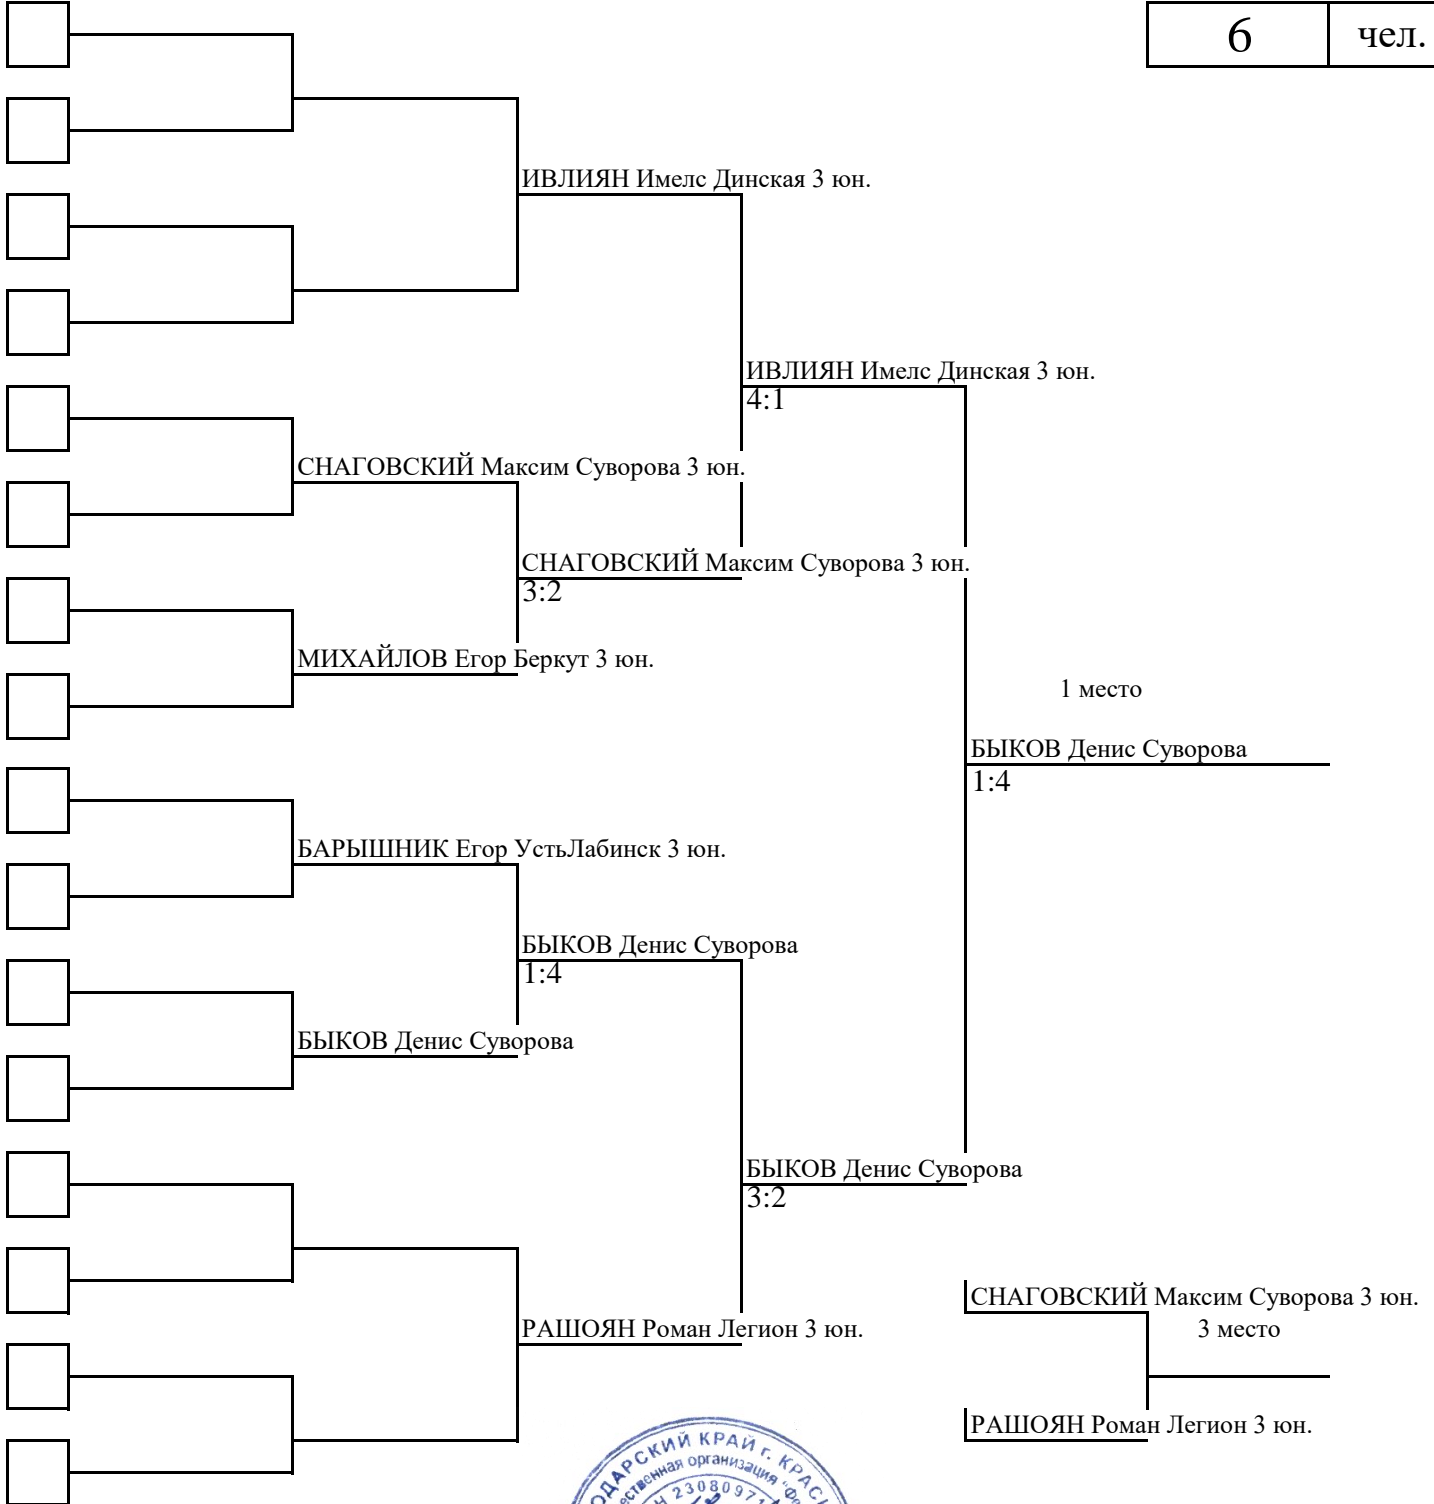 6 чел.
ИВЛИЯН Имелс Динская 3 юн.
ИВЛИЯН Имелс Динская 3 юн.
4:1
СНАГОВСКИЙ Максим Суворова 3 юн.
СНАГОВСКИЙ Максим Суворова 3 юн.
3:2
МИХАЙЛОВ Егор Беркут 3 юн.
1 место
БЫКОВ Денис Суворова
1:4
БАРЫШНИК Егор УстьЛабинск 3 юн.
БЫКОВ Денис Суворова
1:4
БЫКОВ Денис Суворова
БЫКОВ Денис Суворова
3:2
СНАГОВСКИЙ Максим Суворова 3 юн.
3 место
РАШОЯН Роман Легион 3 юн.
РАШОЯН Роман Легион 3 юн.
КИЙ КРАЙ г.
организация